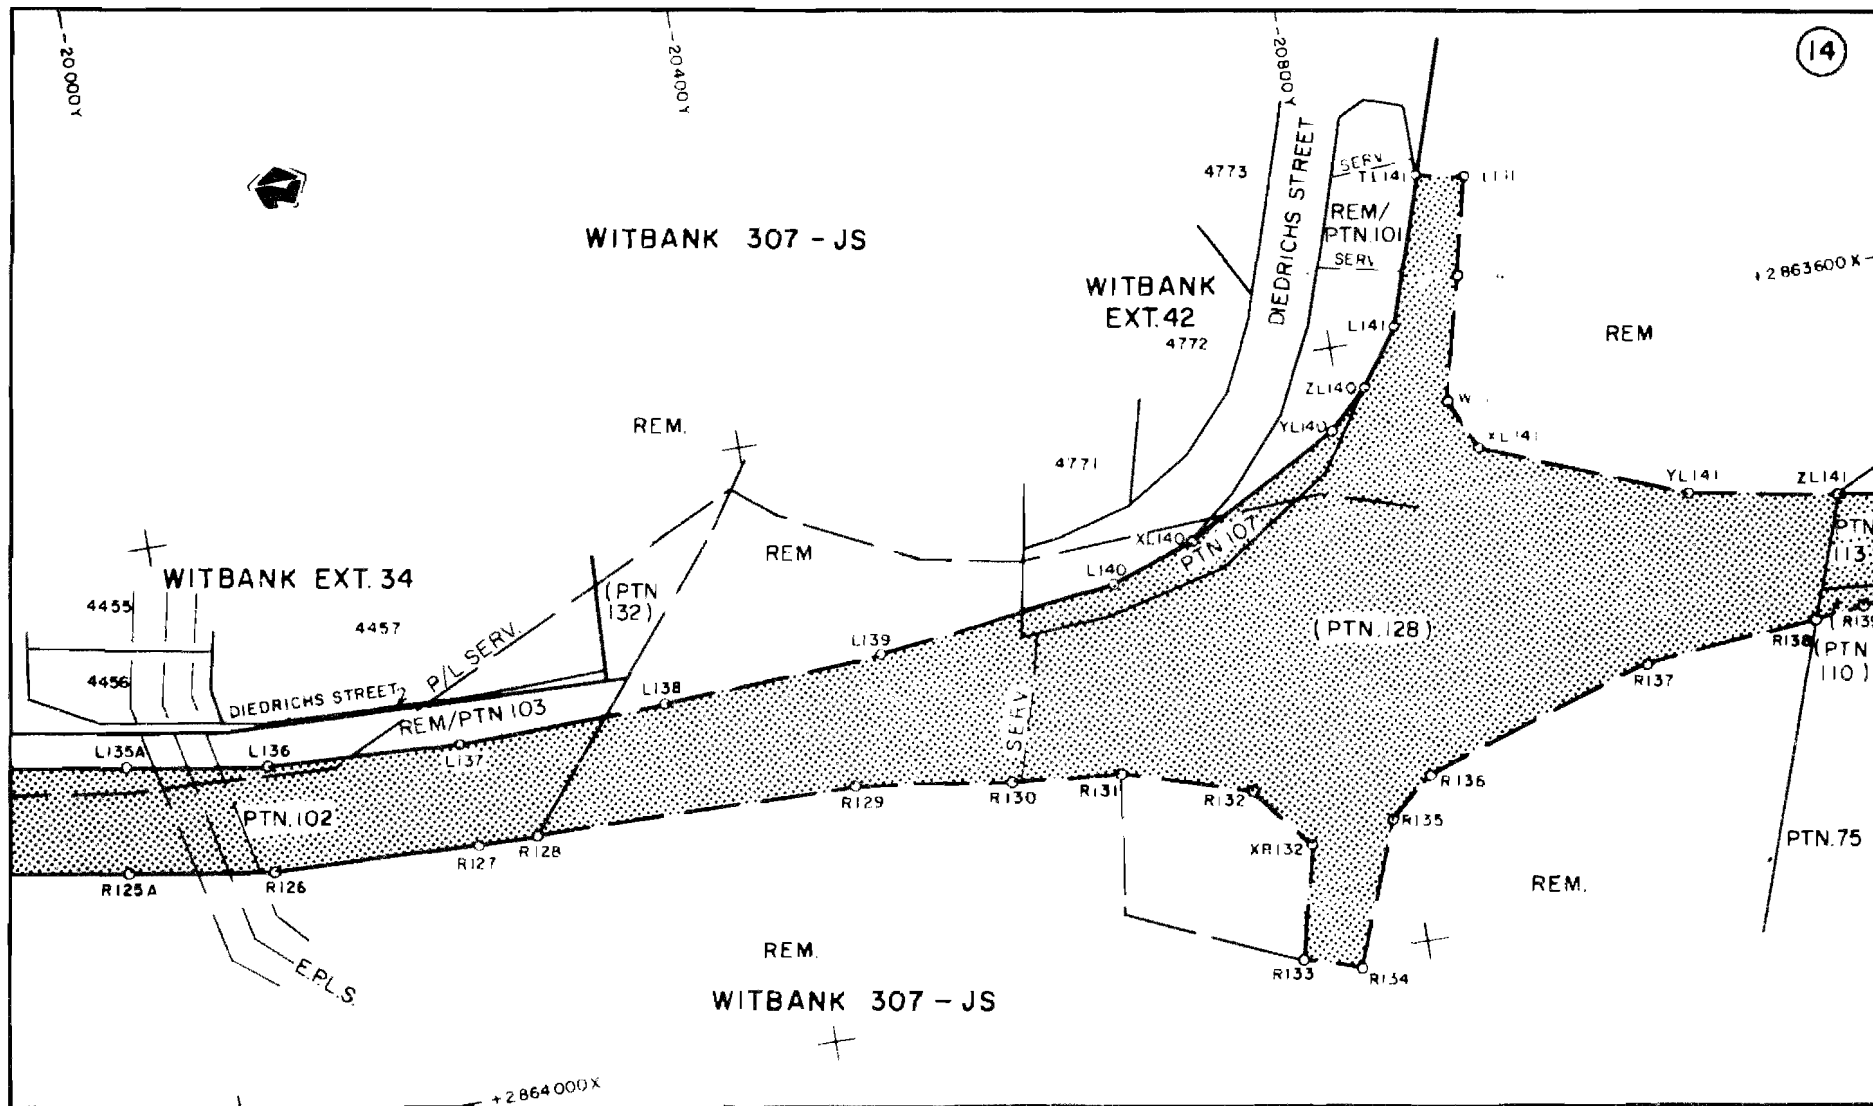 -20000Y
-20400Y
-20800Y
14
4773
DIEDRICHS STREET
SERV
TL141
REM/
PTN.101
SERV
WITBANK 307 - JS
+2863600X
WITBANK
EXT. 42
4772
L141
REM
ZL140
YL140
XL141
REM.
4771
YL141
ZL141
PTN
113
XL140
PTN 107
L140
REM
WITBANK EXT. 34
(PTN
132)
4455
4457
P/L SERV.
4456
DIEDRICHS STREET
REM/PTN 103
L139
L138
(PTN.128)
R138
R139
(PTN
110)
R137
L135A
L136
L137
SERV
PTN.102
R129
R130
R131
R132
R136
R135
R125A
R126
R127
R128
XR132
PTN.75
REM.
E.P.L.S.
REM.
R133
R134
WITBANK 307 - JS
+2864000X